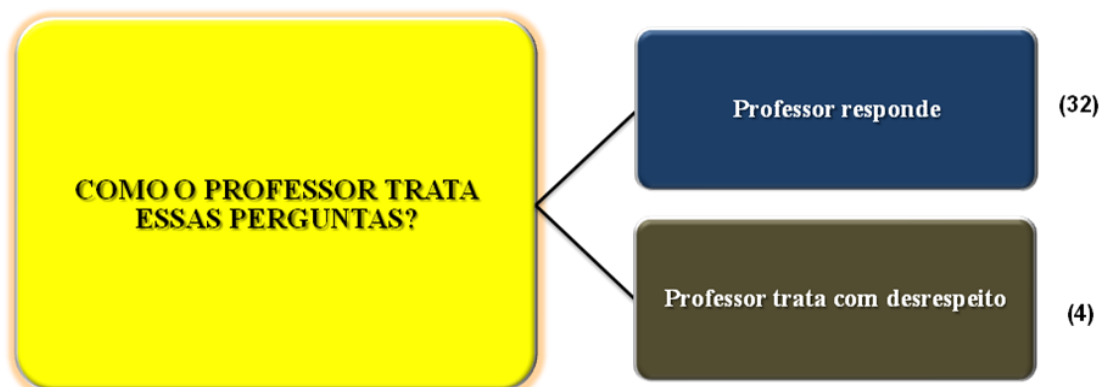 COMO O PROFESSOR TRATA
ESSAS PERGUNTAS?
Professor responde
(32)
Professor trata com desrespeito
(4)